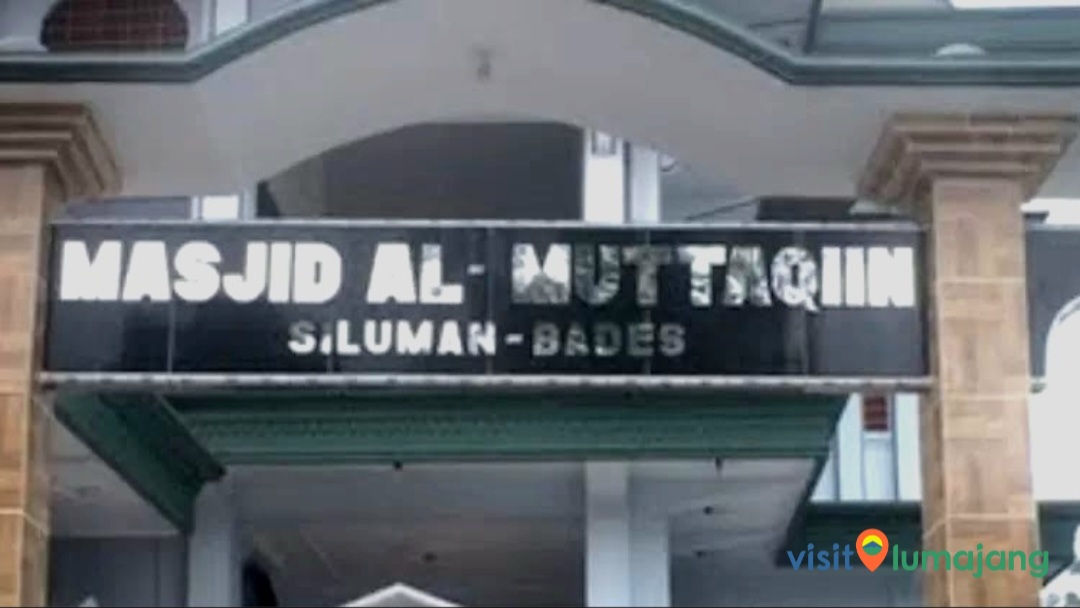 MASJID AL-MUTTAQIIN
SILUMAN-BADES
visit lumajang